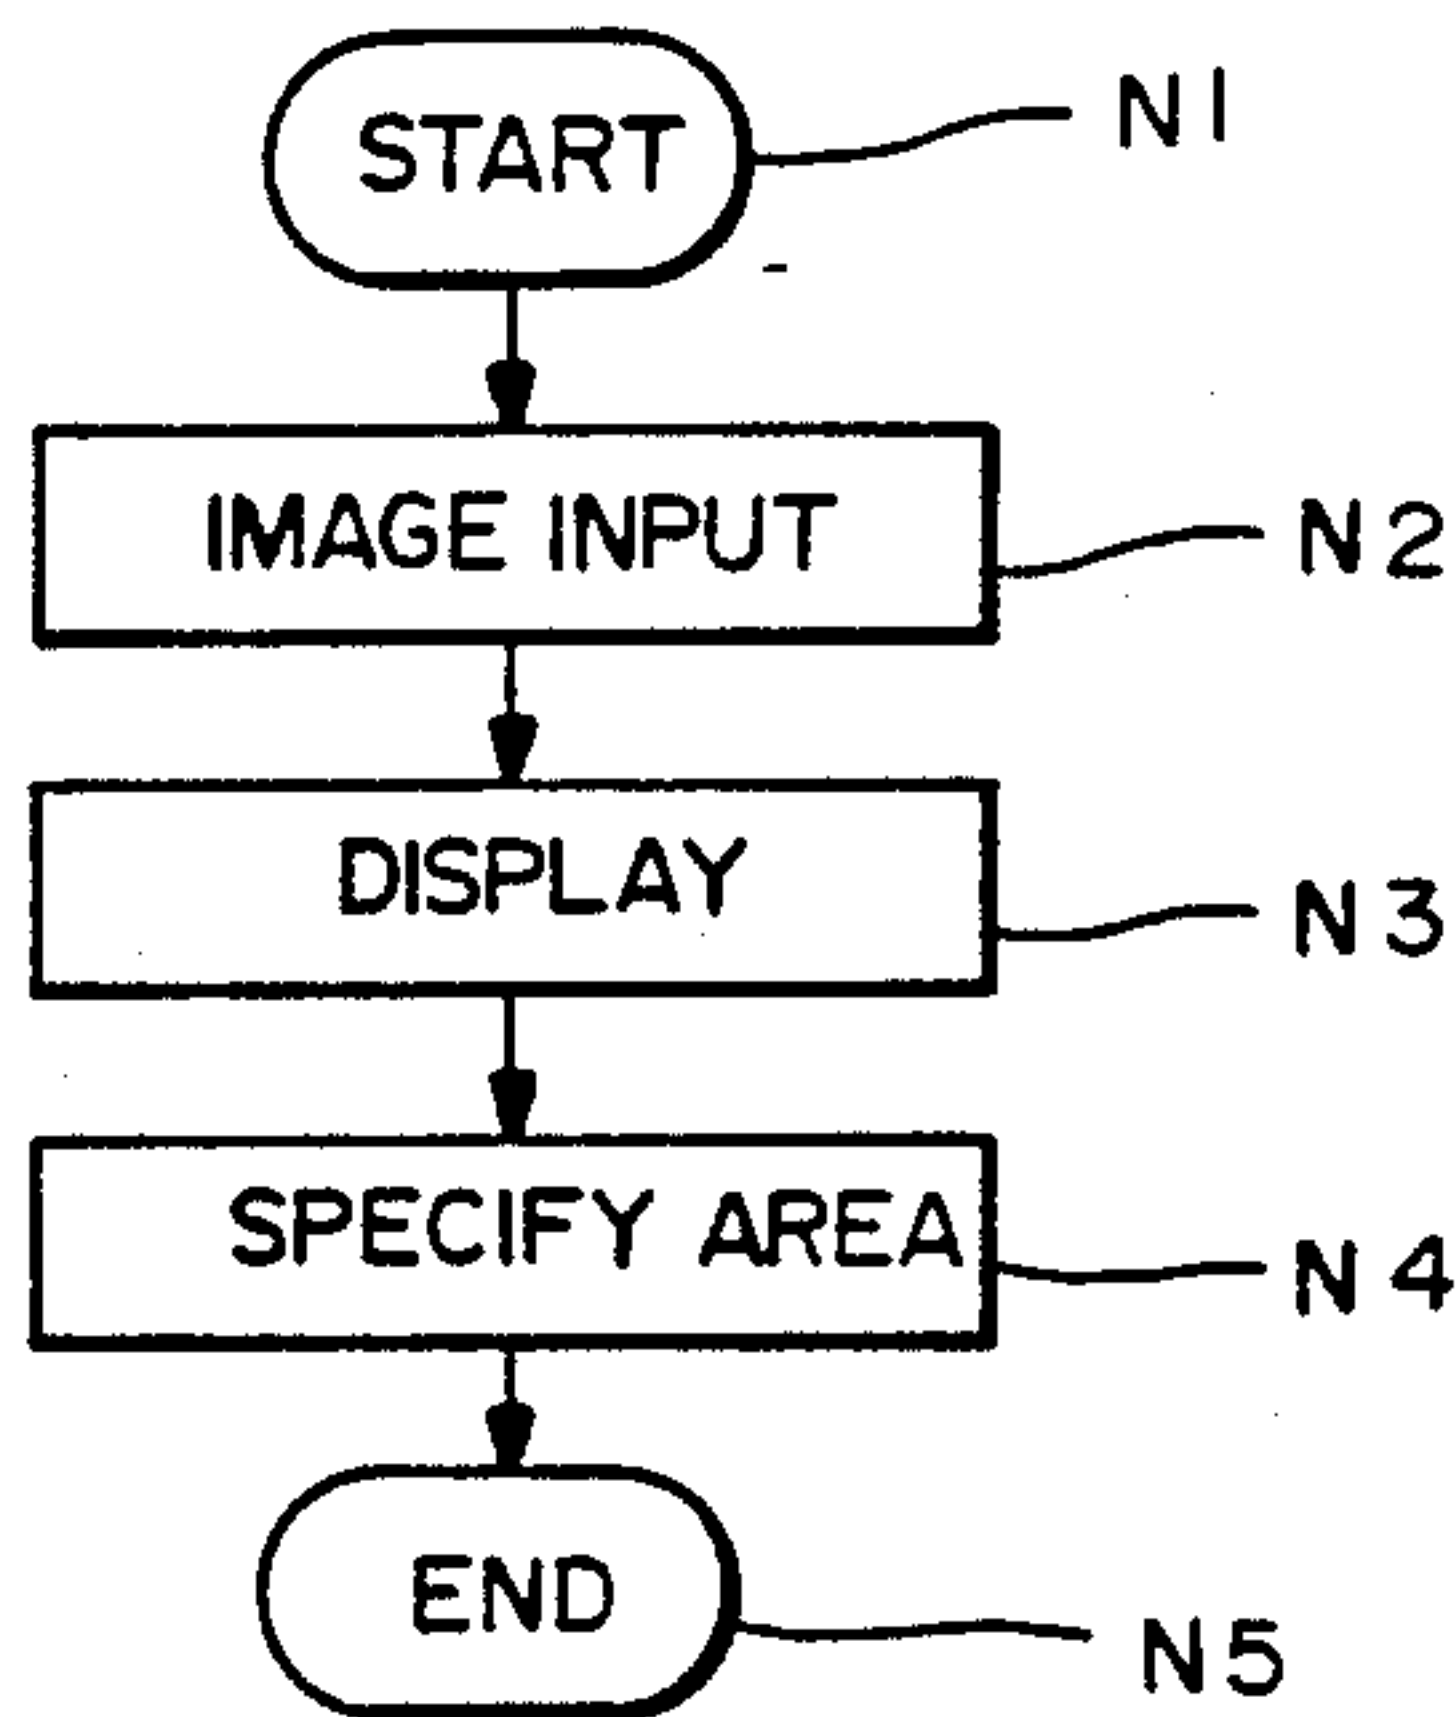 START
N1
IMAGE INPUT
N2
DISPLAY
N3
SPECIFY AREA
N4
END
N5